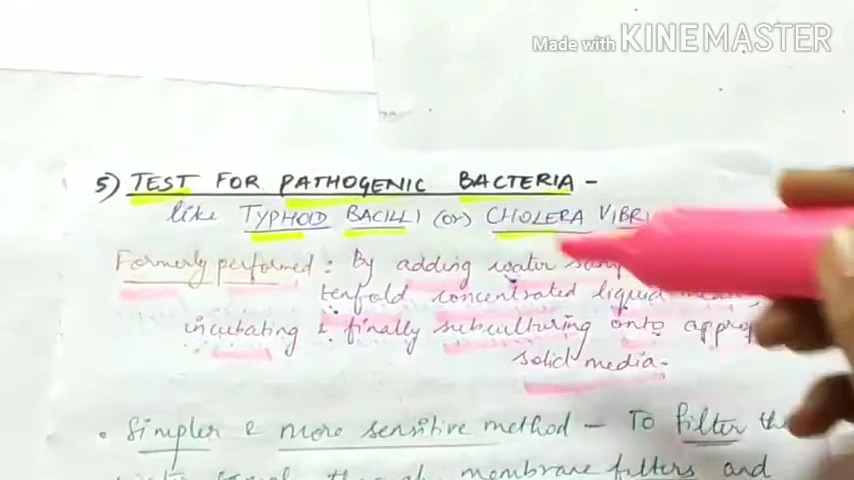 Made with KINEMASTER
5) TEST FOR PATHOGENIC BACTERIA -
like TYPHOID BACILLI (or) CHOLERA
Formerly performed : By adding water
tenfold concentrated liquid
incubating & finally subculturing onto
solid media.
• Simpler & more sensitive method - To filter
through membrane filters and